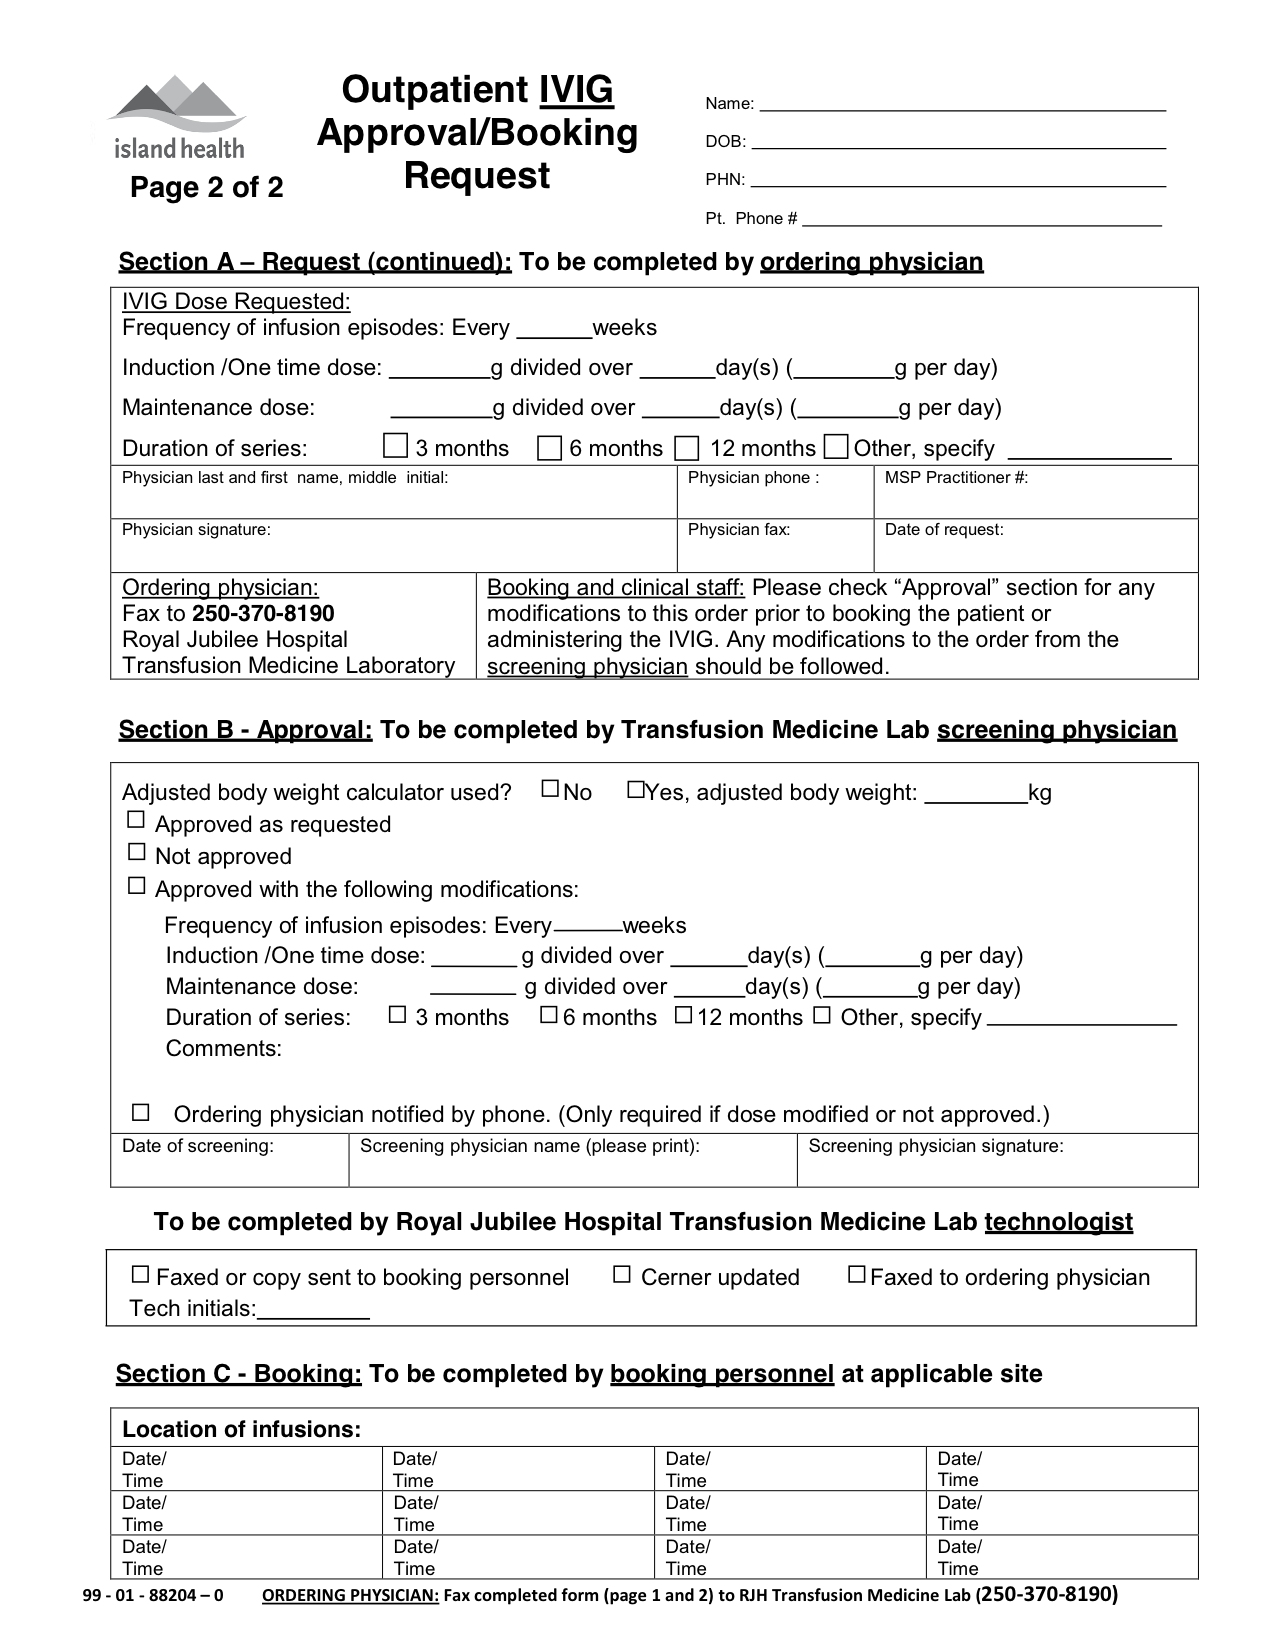 island health
Page 2 of 2
Outpatient IVIG
Approval/Booking
Request
Name: ______
DOB: ______
PHN: ______
Pt. Phone # ______
Section A – Request (continued): To be completed by ordering physician
IVIG Dose Requested:
Frequency of infusion episodes: Every ______weeks
Induction /One time dose: ________g divided over ______day(s) (________g per day)
Maintenance dose: ________g divided over ______day(s) (________g per day)
Duration of series: ☐ 3 months ☐ 6 months ☐ 12 months ☐ Other, specify ______
Physician last and first name, middle initial:
Physician phone :
MSP Practitioner #:
Physician signature:
Physician fax:
Date of request:
Ordering physician:
Fax to 250-370-8190
Royal Jubilee Hospital
Transfusion Medicine Laboratory
Booking and clinical staff: Please check “Approval” section for any
modifications to this order prior to booking the patient or
administering the IVIG. Any modifications to the order from the
screening physician should be followed.
Section B - Approval: To be completed by Transfusion Medicine Lab screening physician
Adjusted body weight calculator used? ☐ No ☐ Yes, adjusted body weight: ________kg
☐ Approved as requested
☐ Not approved
☐ Approved with the following modifications:
Frequency of infusion episodes: Every______weeks
Induction /One time dose: _______ g divided over ______day(s) (________g per day)
Maintenance dose: _______ g divided over ______day(s) (________g per day)
Duration of series: ☐ 3 months ☐ 6 months ☐ 12 months ☐ Other, specify ______
Comments:
☐ Ordering physician notified by phone. (Only required if dose modified or not approved.)
Date of screening:
Screening physician name (please print):
Screening physician signature:
To be completed by Royal Jubilee Hospital Transfusion Medicine Lab technologist
☐ Faxed or copy sent to booking personnel ☐ Cerner updated ☐ Faxed to ordering physician
Tech initials:_________
Section C - Booking: To be completed by booking personnel at applicable site
Location of infusions:
Date/ Date/ Date/ Date/
Time Time Time Time
Date/ Date/ Date/ Date/
Time Time Time Time
Date/ Date/ Date/ Date/
Time Time Time Time
99 - 01 - 88204 – 0 ORDERING PHYSICIAN: Fax completed form (page 1 and 2) to RJH Transfusion Medicine Lab (250-370-8190)